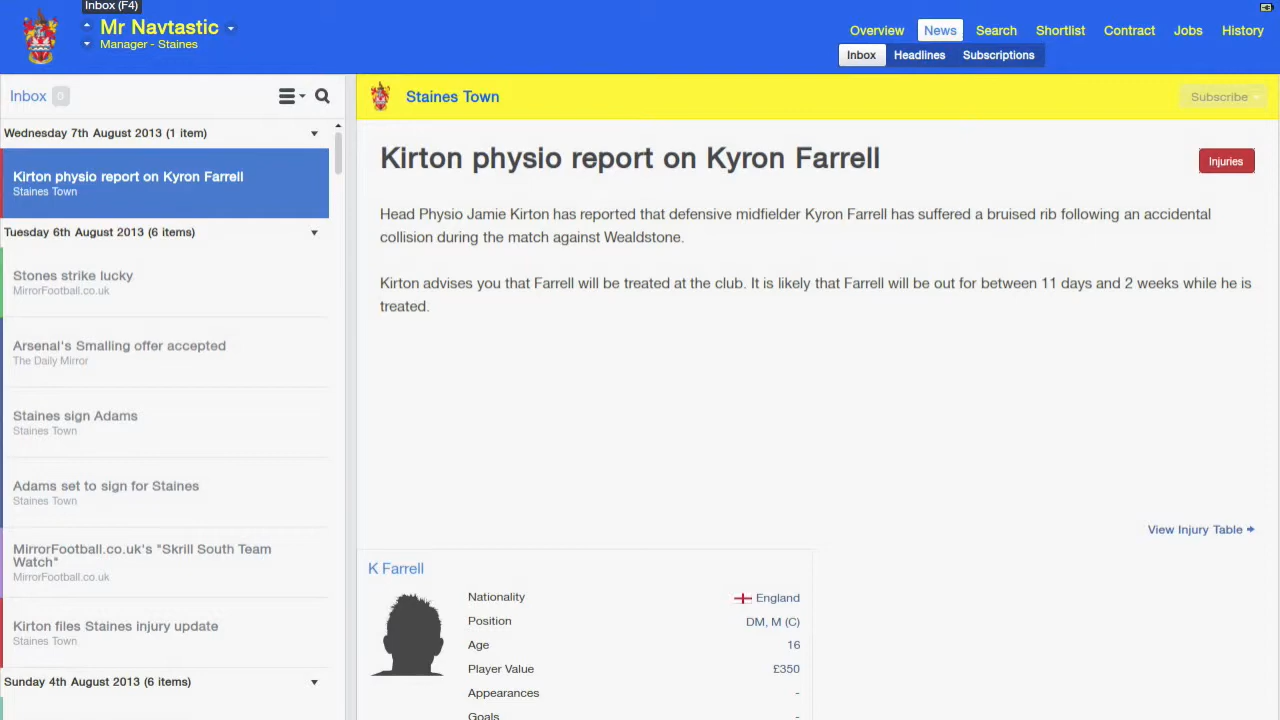 Inbox (F4)
Mr Navtastic
Manager - Staines
Overview
News
Search
Shortlist
Contract
Jobs
History
Inbox
Headlines
Subscriptions
Inbox 0
Wednesday 7th August 2013 (1 item)
Kirton physio report on Kyron Farrell
Staines Town
Tuesday 6th August 2013 (6 items)
Stones strike lucky
MirrorFootball.co.uk
Arsenal's Smalling offer accepted
The Daily Mirror
Staines sign Adams
Staines Town
Adams set to sign for Staines
Staines Town
MirrorFootball.co.uk's "Skrill South Team
Watch"
MirrorFootball.co.uk
Kirton files Staines injury update
Staines Town
Sunday 4th August 2013 (6 items)
Staines Town
Subscribe
Kirton physio report on Kyron Farrell
Injuries
Head Physio Jamie Kirton has reported that defensive midfielder Kyron Farrell has suffered a bruised rib following an accidental
collision during the match against Wealdstone.
Kirton advises you that Farrell will be treated at the club. It is likely that Farrell will be out for between 11 days and 2 weeks while he is
treated.
View Injury Table
K Farrell
Nationality England
Position DM, M (C)
Age 16
Player Value £350
Appearances -
Goals -